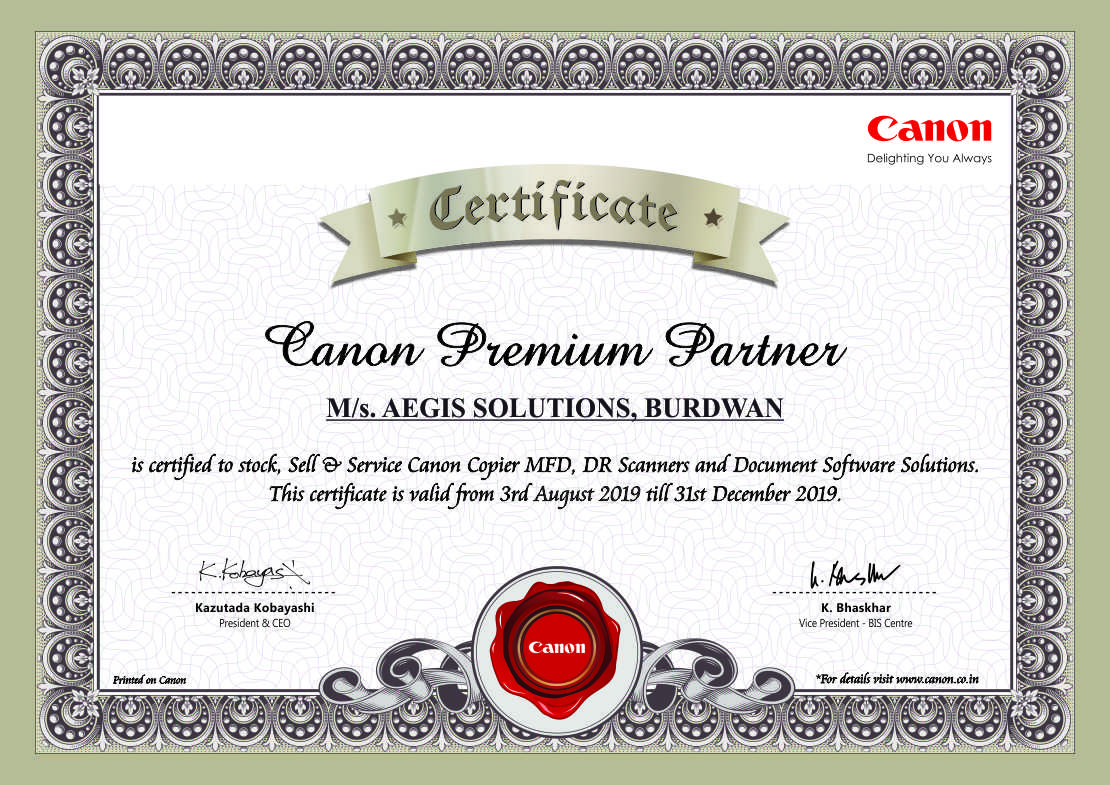 Canon
Delighting You Always
Certificate
Canon Premium Partner
M/s. AEGIS SOLUTIONS, BURDWAN
is certified to stock, Sell & Service Canon Copier MFD, DR Scanners and Document Software Solutions.
This certificate is valid from 3rd August 2019 till 31st December 2019.
K. Kobayashi
Kazutada Kobayashi
President & CEO
K. Bhaskhar
Vice President - BIS Centre
Canon
Printed on Canon
*For details visit www.canon.co.in